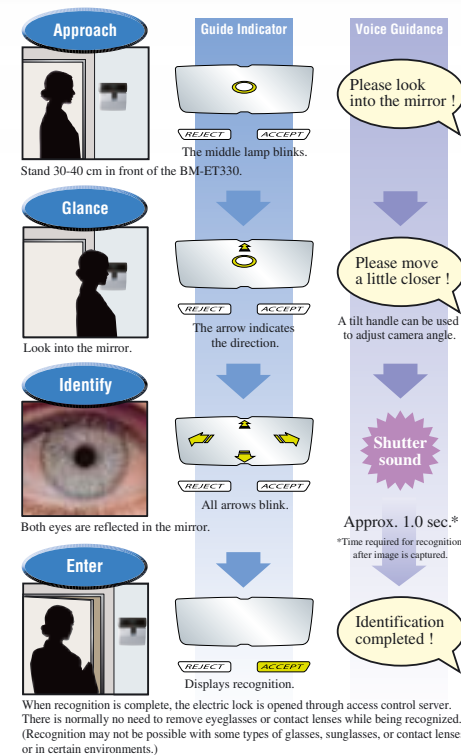 Approach
Guide Indicator
Voice Guidance
Please look
into the mirror !
REJECT
ACCEPT
The middle lamp blinks.
Stand 30-40 cm in front of the BM-ET330.
Glance
Please move
a little closer !
REJECT
ACCEPT
The arrow indicates
the direction.
A tilt handle can be used
to adjust camera angle.
Look into the mirror.
Identify
Shutter
sound
REJECT
ACCEPT
All arrows blink.
Both eyes are reflected in the mirror.
Approx. 1.0 sec.*
*Time required for recognition
after image is captured.
Enter
Identification
completed !
REJECT
ACCEPT
Displays recognition.
When recognition is complete, the electric lock is opened through access control server.
There is normally no need to remove eyeglasses or contact lenses while being recognized.
(Recognition may not be possible with some types of glasses, sunglasses, or contact lenses
or in certain environments.)